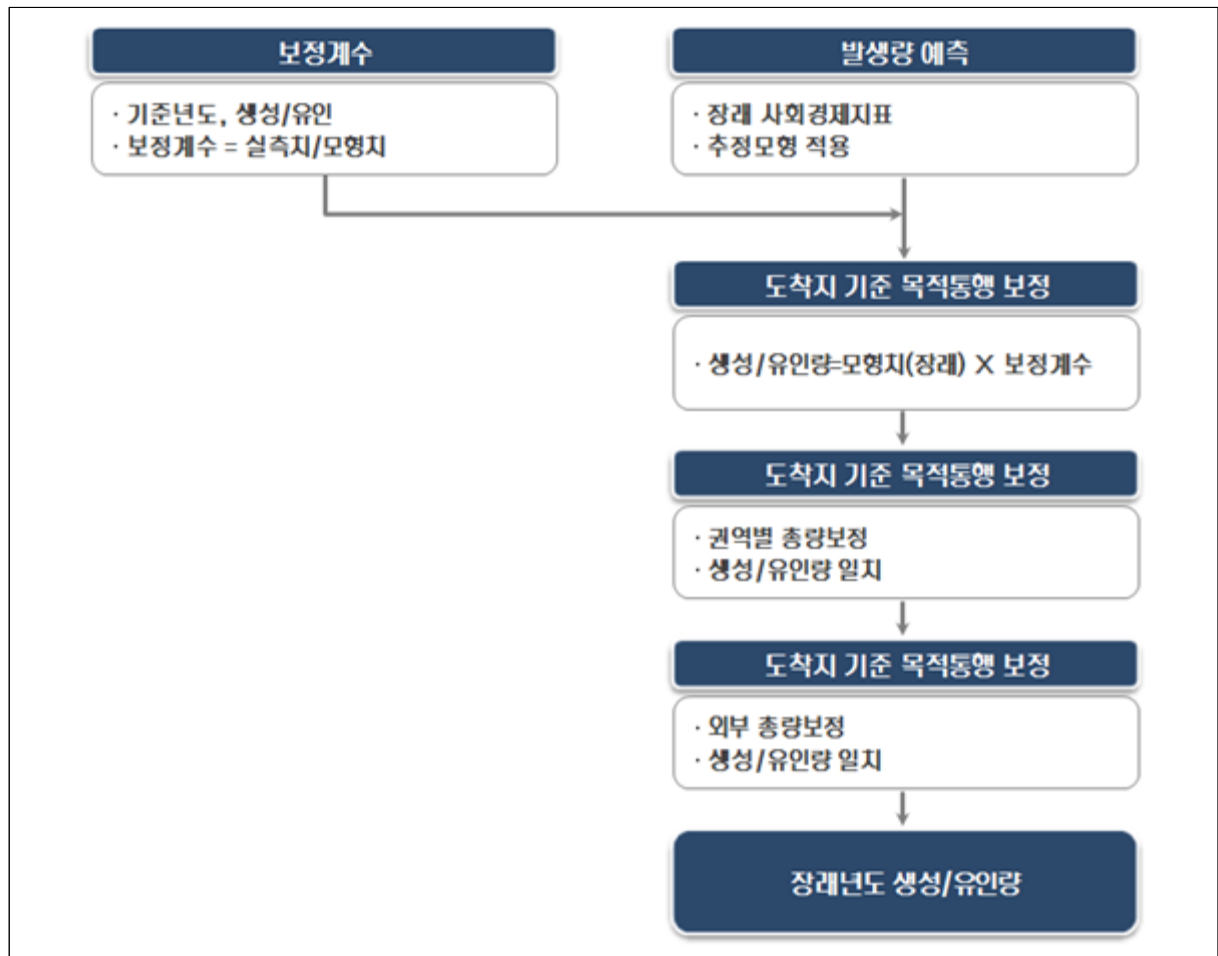 보정계수
· 기준년도, 생성/유인
· 보정계수 = 실측치/모형치
발생량 예측
· 장래 사회경제지표
· 추정모형 적용
도착지 기준 목적통행 보정
· 생성/유인량=모형치(장래) X 보정계수
도착지 기준 목적통행 보정
· 권역별 총량보정
· 생성/유인량 일치
도착지 기준 목적통행 보정
· 외부 총량보정
· 생성/유인량 일치
장래년도 생성/유인량